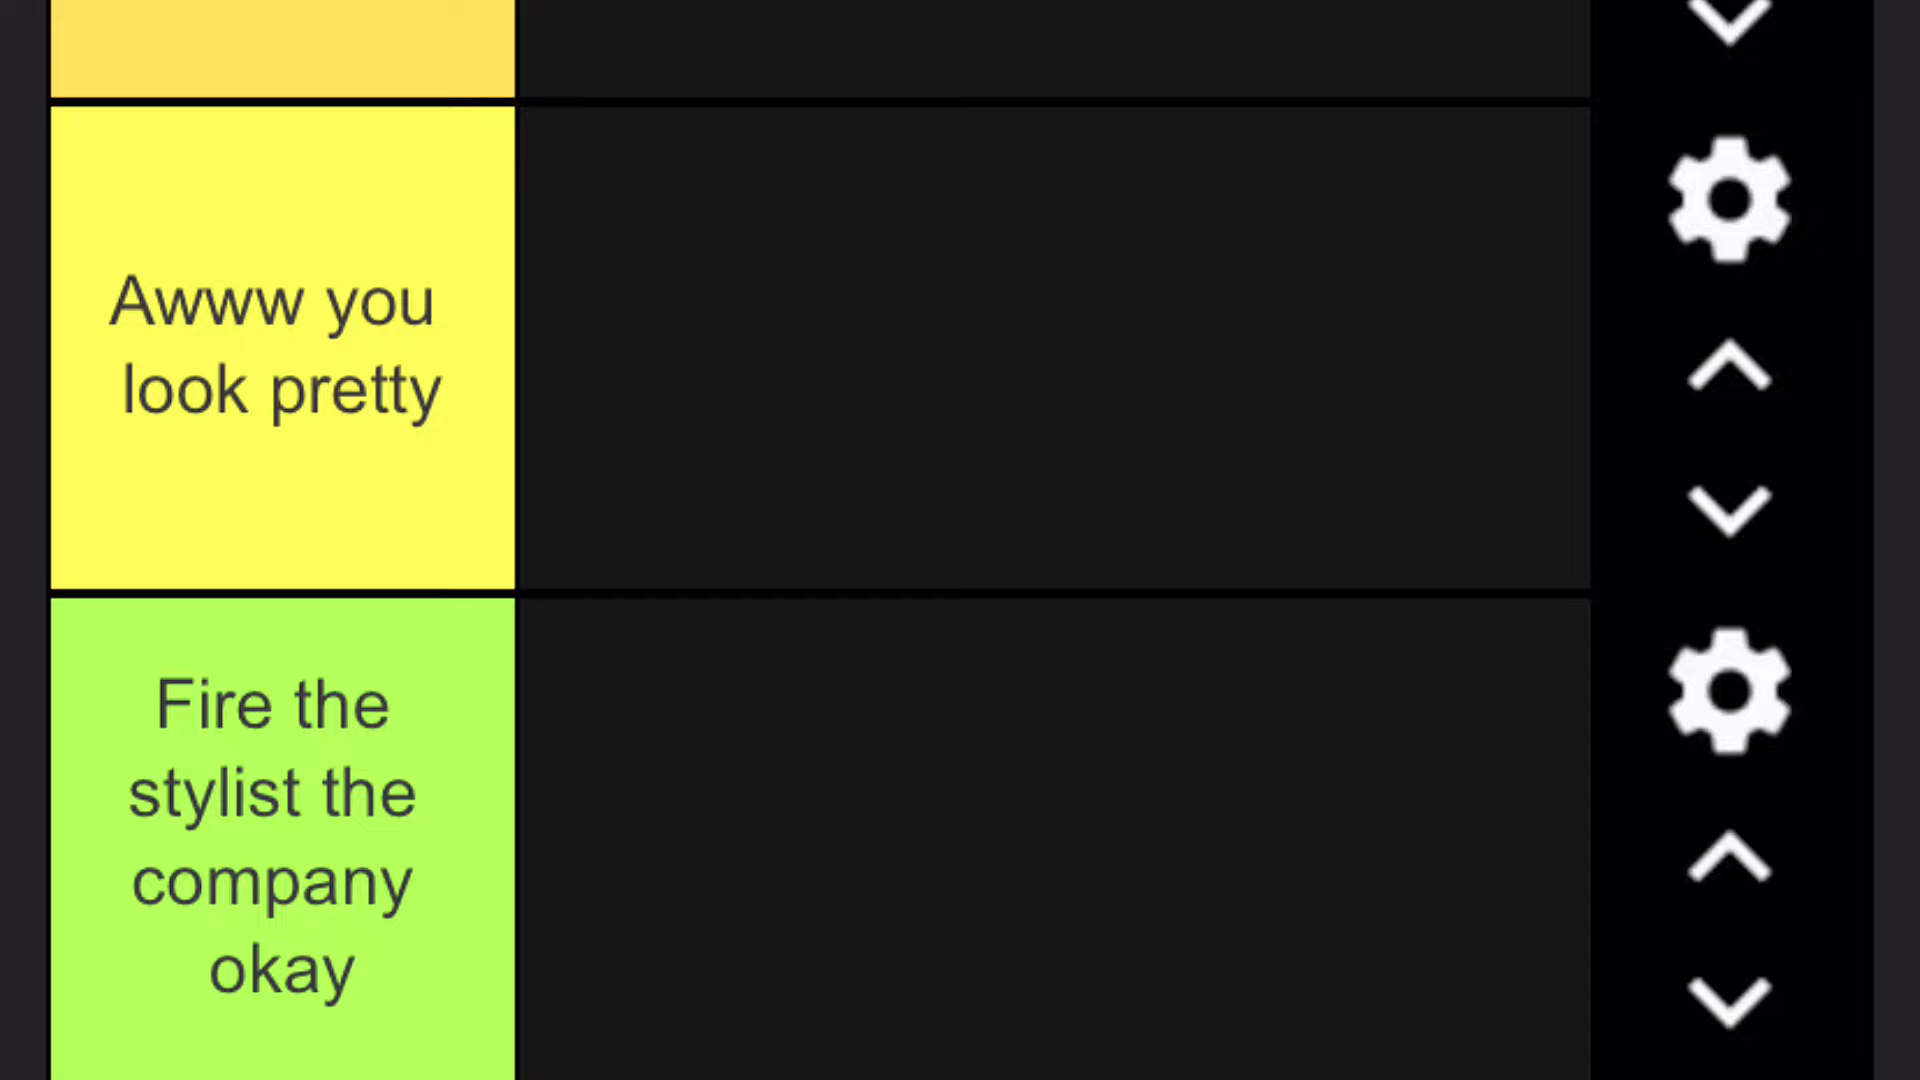 Awww you
look pretty
Fire the
stylist the
company
okay